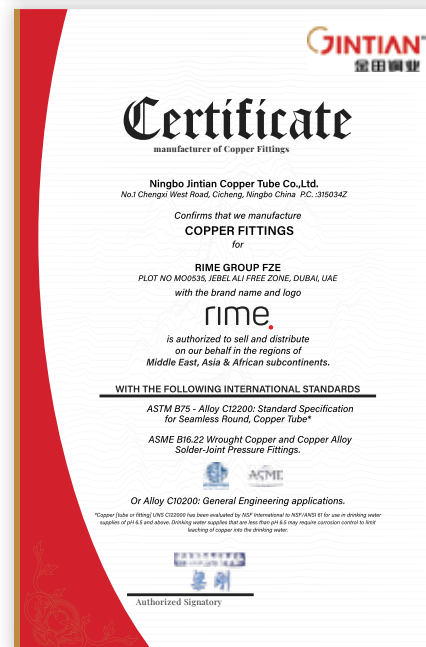 JINTIAN
金田铜业
Certificate
manufacturer of Copper Fittings
Ningbo Jintian Copper Tube Co.,Ltd.
No.1 Chengxi West Road, Cicheng, Ningbo China P.C. :315034Z
Confirms that we manufacture
COPPER FITTINGS
for
RIME GROUP FZE
PLOT NO MO0535, JEBEL ALI FREE ZONE, DUBAI, UAE
with the brand name and logo
rime.
is authorized to sell and distribute
on our behalf in the regions of
Middle East, Asia & African subcontinents.
WITH THE FOLLOWING INTERNATIONAL STANDARDS
ASTM B75 - Alloy C12200: Standard Specification
for Seamless Round, Copper Tube*
ASME B16.22 Wrought Copper and Copper Alloy
Solder-Joint Pressure Fittings.
ASME
Or Alloy C10200: General Engineering applications.
*Copper [tube or fitting] UNS C122000 has been evaluated by NSF International to NSF/ANSI 61 for use in drinking water
supplies of pH 6.5 and above. Drinking water supplies that are less than pH 6.5 may require corrosion control to limit
leaching of copper into the drinking water.
梁刚
Authorized Signatory